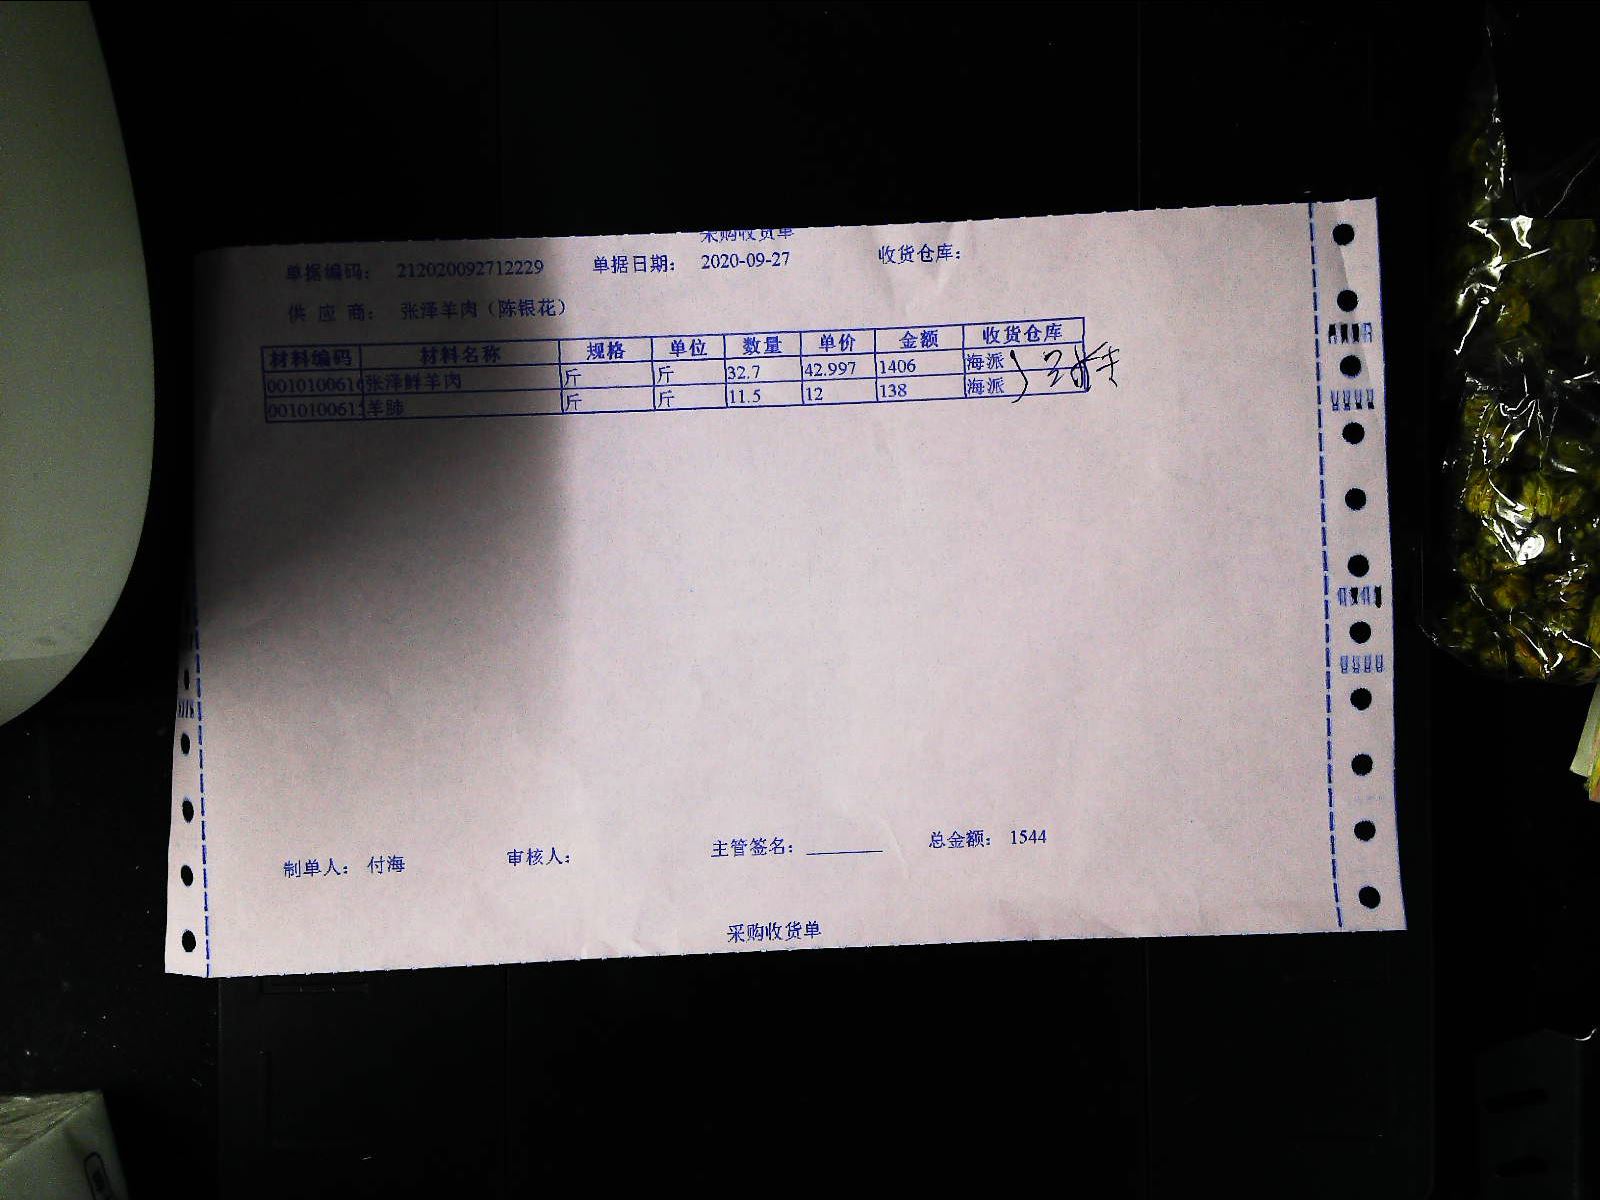 采购收货单
单据编码： 212020092712229 单据日期： 2020-09-27 收货仓库：
供 应 商： 张泽羊肉（陈银花）
材料编码 材料名称 规格 单位 数量 单价 金额 收货仓库
0010100616 张泽鲜羊肉 斤 斤 32.7 42.997 1406 海派
001010061 羊肺 斤 斤 11.5 12 138 海派
制单人： 付海 审核人： 主管签名： 总金额： 1544
采购收货单